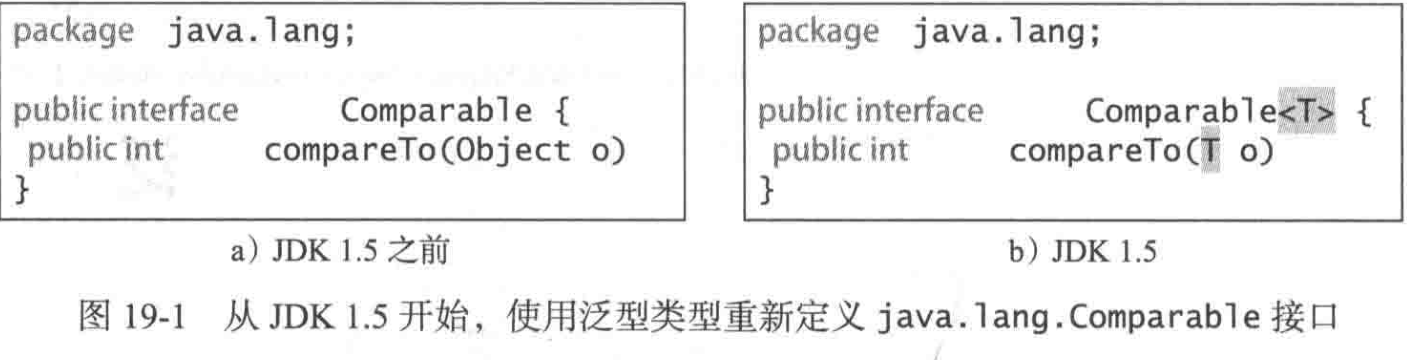 package java.lang;
public interface Comparable {
public int compareTo(Object o)
}
a) JDK 1.5 之前
package java.lang;
public interface Comparable<T> {
public int compareTo(T o)
}
b) JDK 1.5
图 19-1 从 JDK 1.5 开始，使用泛型类型重新定义 java.lang.Comparable 接口